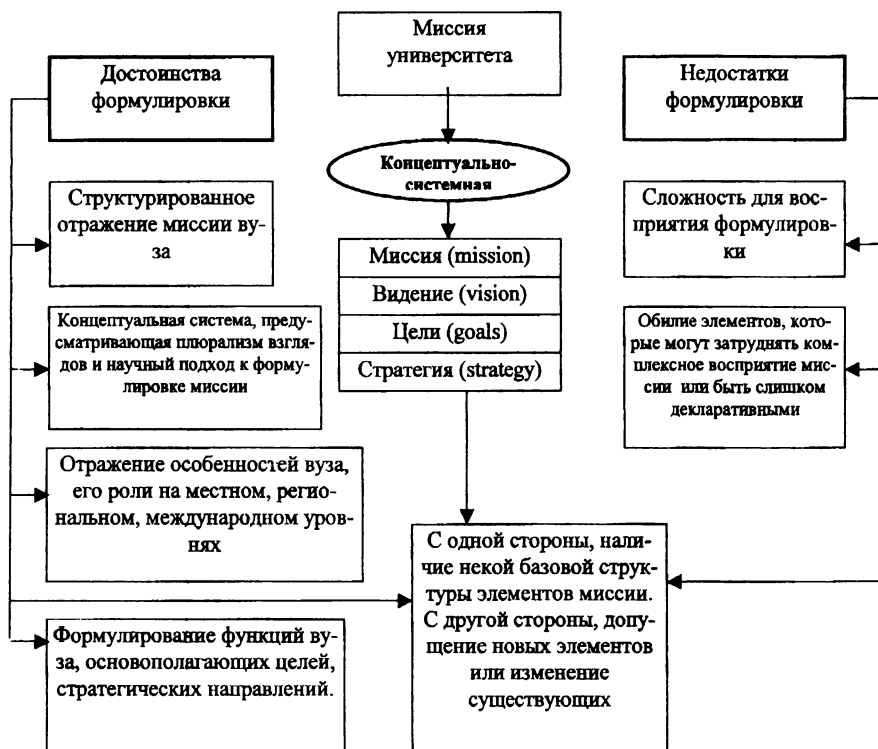 Миссия
университета
Достоинства
формулировки
Недостатки
формулировки
Концептуально-
системная
Структурированное
отражение миссии ву-
за
Сложность для вос-
приятия формулиров-
ки
Миссия (mission)
Видение (vision)
Цели (goals)
Стратегия (strategy)
Концептуальная система, преду-
сматривающая плюрализм взгля-
дов и научный подход к форму-
лировке миссии
Обилие элементов, кото-
рые могут затруднять ком-
плексное восприятие мис-
сии или быть слишком
декларативными
Отражение особенностей вуза,
его роли на местном, регио-
нальном, международном уров-
нях
С одной стороны, нали-
чие некой базовой струк-
туры элементов миссии.
С другой стороны, допу-
щение новых элементов
или изменение
существующих
Формулирование функций ву-
за, основополагающих целей,
стратегических направлений.